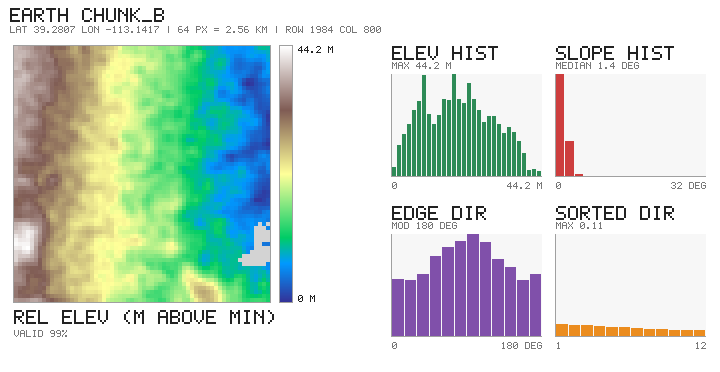 EARTH CHUNK_B
LAT 39.2807 LON -113.1417 | 64 PX = 2.56 KM | ROW 1984 COL 800
44.2 M
0 M
REL ELEV (M ABOVE MIN)
VALID 99%
ELEV HIST
MAX 44.2 M
0 44.2 M
SLOPE HIST
MEDIAN 1.4 DEG
0 32 DEG
EDGE DIR
MOD 180 DEG
0 180 DEG
SORTED DIR
MAX 0.11
1 12